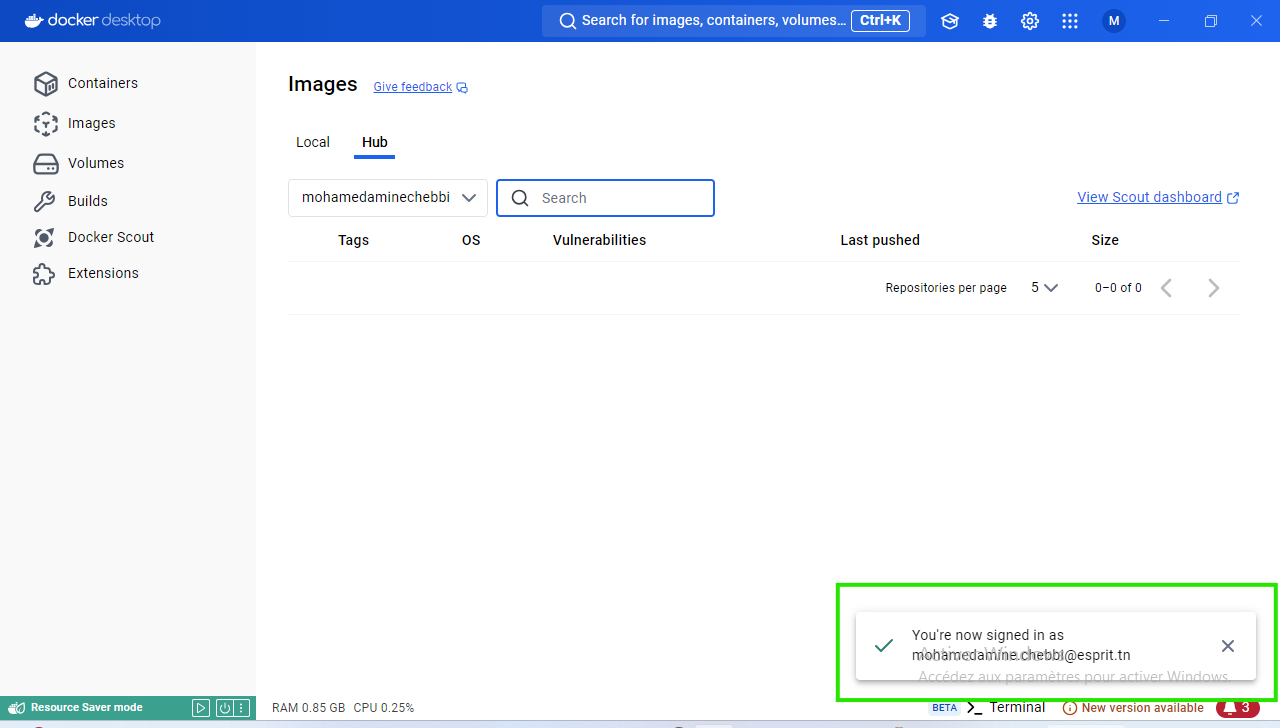 docker desktop
Search for images, containers, volumes... Ctrl+K
M
Containers
Images
Volumes
Builds
Docker Scout
Extensions
Images Give feedback
Local Hub
mohamedaminechebbi Search View Scout dashboard
Tags OS Vulnerabilities Last pushed Size
Repositories per page 5 0–0 of 0
You're now signed in as
mohamedamine.chebbi@esprit.tn
Activer Windows
Accédez aux paramètres pour activer Windows.
Resource Saver mode RAM 0.85 GB CPU 0.25% BETA Terminal New version available 3